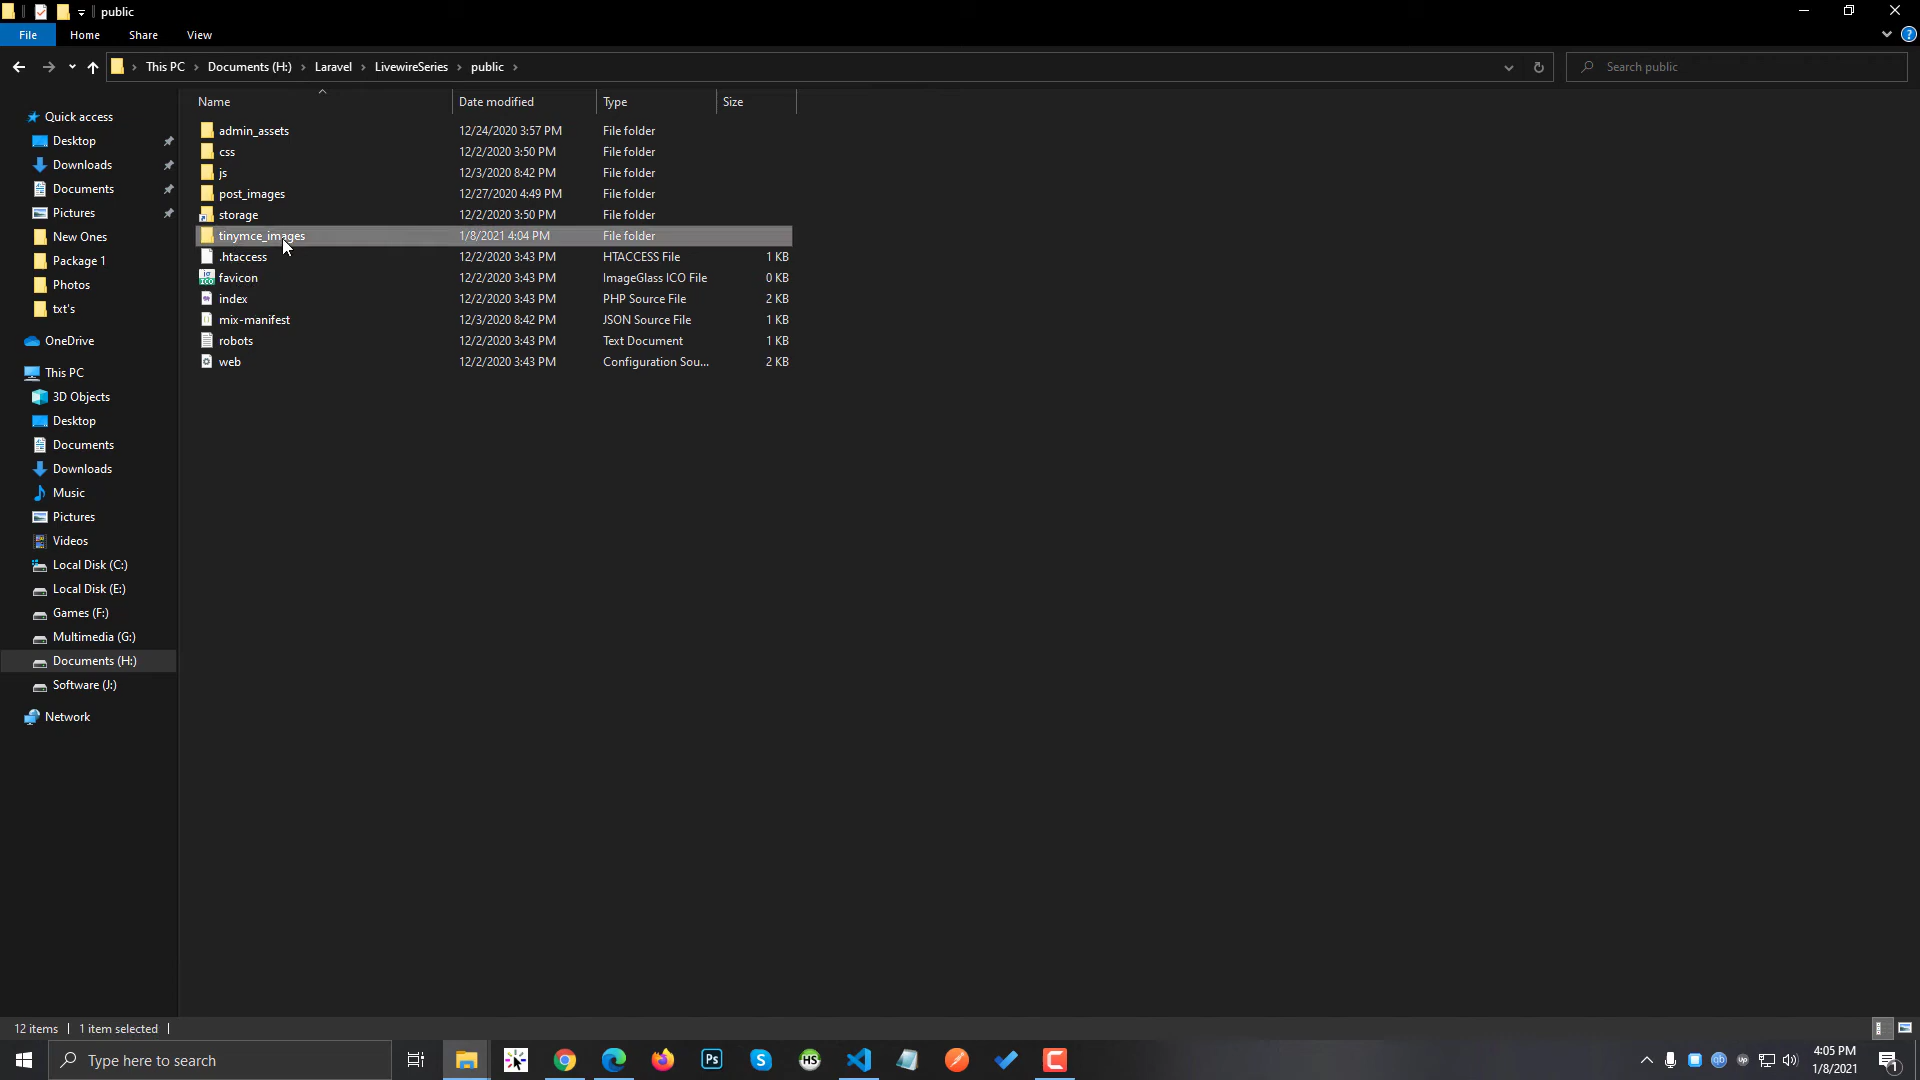 public
File Home Share View
This PC Documents (H:) Laravel LivewireSeries public
Search public
Name Date modified Type Size
admin_assets 12/24/2020 3:57 PM File folder
css 12/2/2020 3:50 PM File folder
js 12/3/2020 8:42 PM File folder
post_images 12/27/2020 4:49 PM File folder
storage 12/2/2020 3:50 PM File folder
tinymce_images 1/8/2021 4:04 PM File folder
.htaccess 12/2/2020 3:43 PM HTACCESS File 1 KB
favicon 12/2/2020 3:43 PM ImageGlass ICO File 0 KB
index 12/2/2020 3:43 PM PHP Source File 2 KB
mix-manifest 12/3/2020 8:42 PM JSON Source File 1 KB
robots 12/2/2020 3:43 PM Text Document 1 KB
web 12/2/2020 3:43 PM Configuration Sou... 2 KB
Quick access
Desktop
Downloads
Documents
Pictures
New Ones
Package 1
Photos
txt's
OneDrive
This PC
3D Objects
Desktop
Documents
Downloads
Music
Pictures
Videos
Local Disk (C:)
Local Disk (E:)
Games (F:)
Multimedia (G:)
Documents (H:)
Software (J:)
Network
12 items 1 item selected
Type here to search
Ps
HS
qb
up
4:05 PM
1/8/2021
1